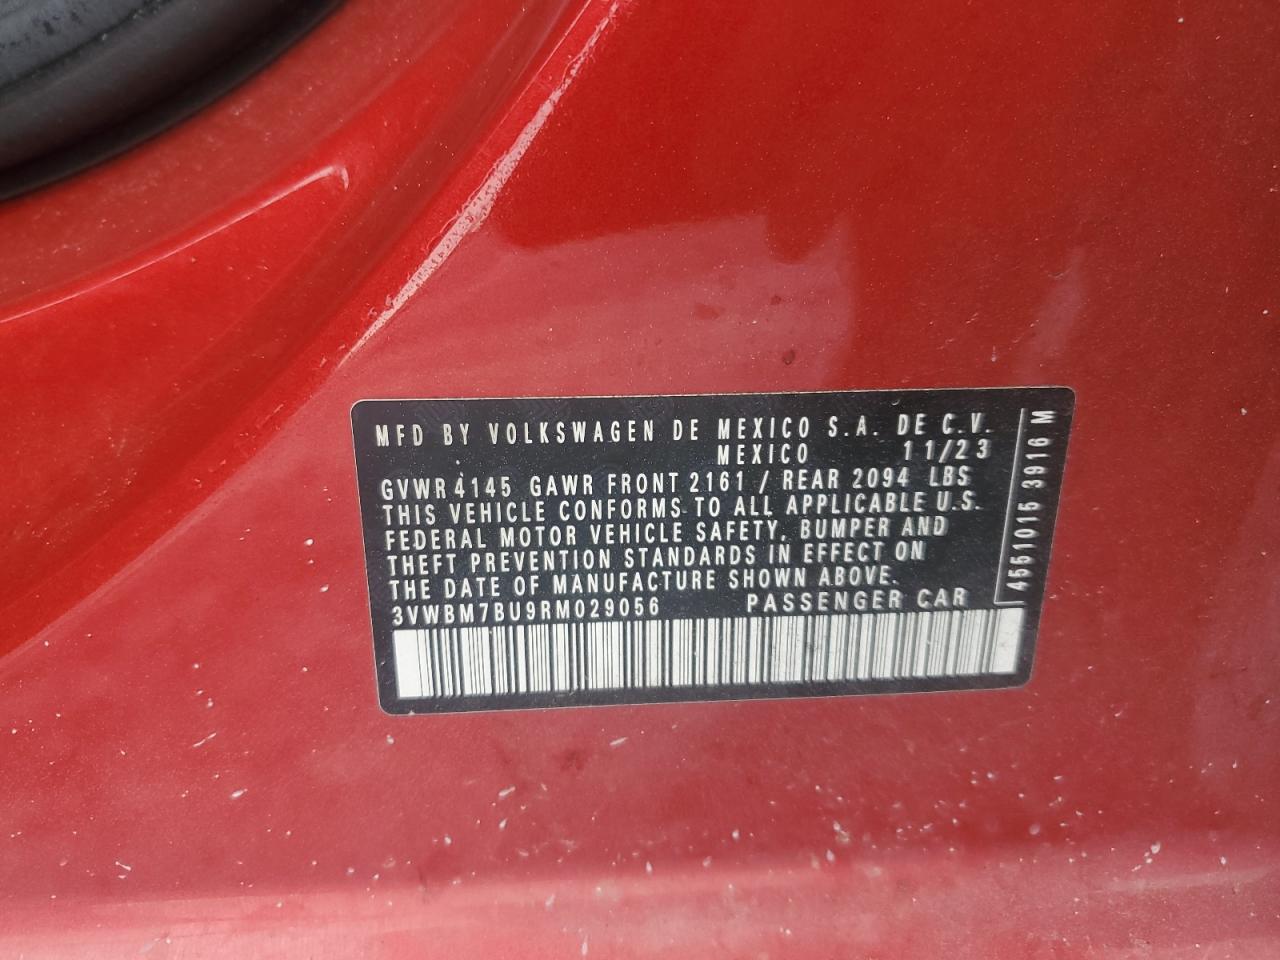 MFD BY VOLKSWAGEN DE MEXICO S.A. DE C.V.
MEXICO 11/23
GVWR 4145 GAWR FRONT 2161 / REAR 2094 LBS
THIS VEHICLE CONFORMS TO ALL APPLICABLE U.S.
FEDERAL MOTOR VEHICLE SAFETY, BUMPER AND
THEFT PREVENTION STANDARDS IN EFFECT ON
THE DATE OF MANUFACTURE SHOWN ABOVE.
3VWBM7BU9RM029056 PASSENGER CAR
4551015 3916 M